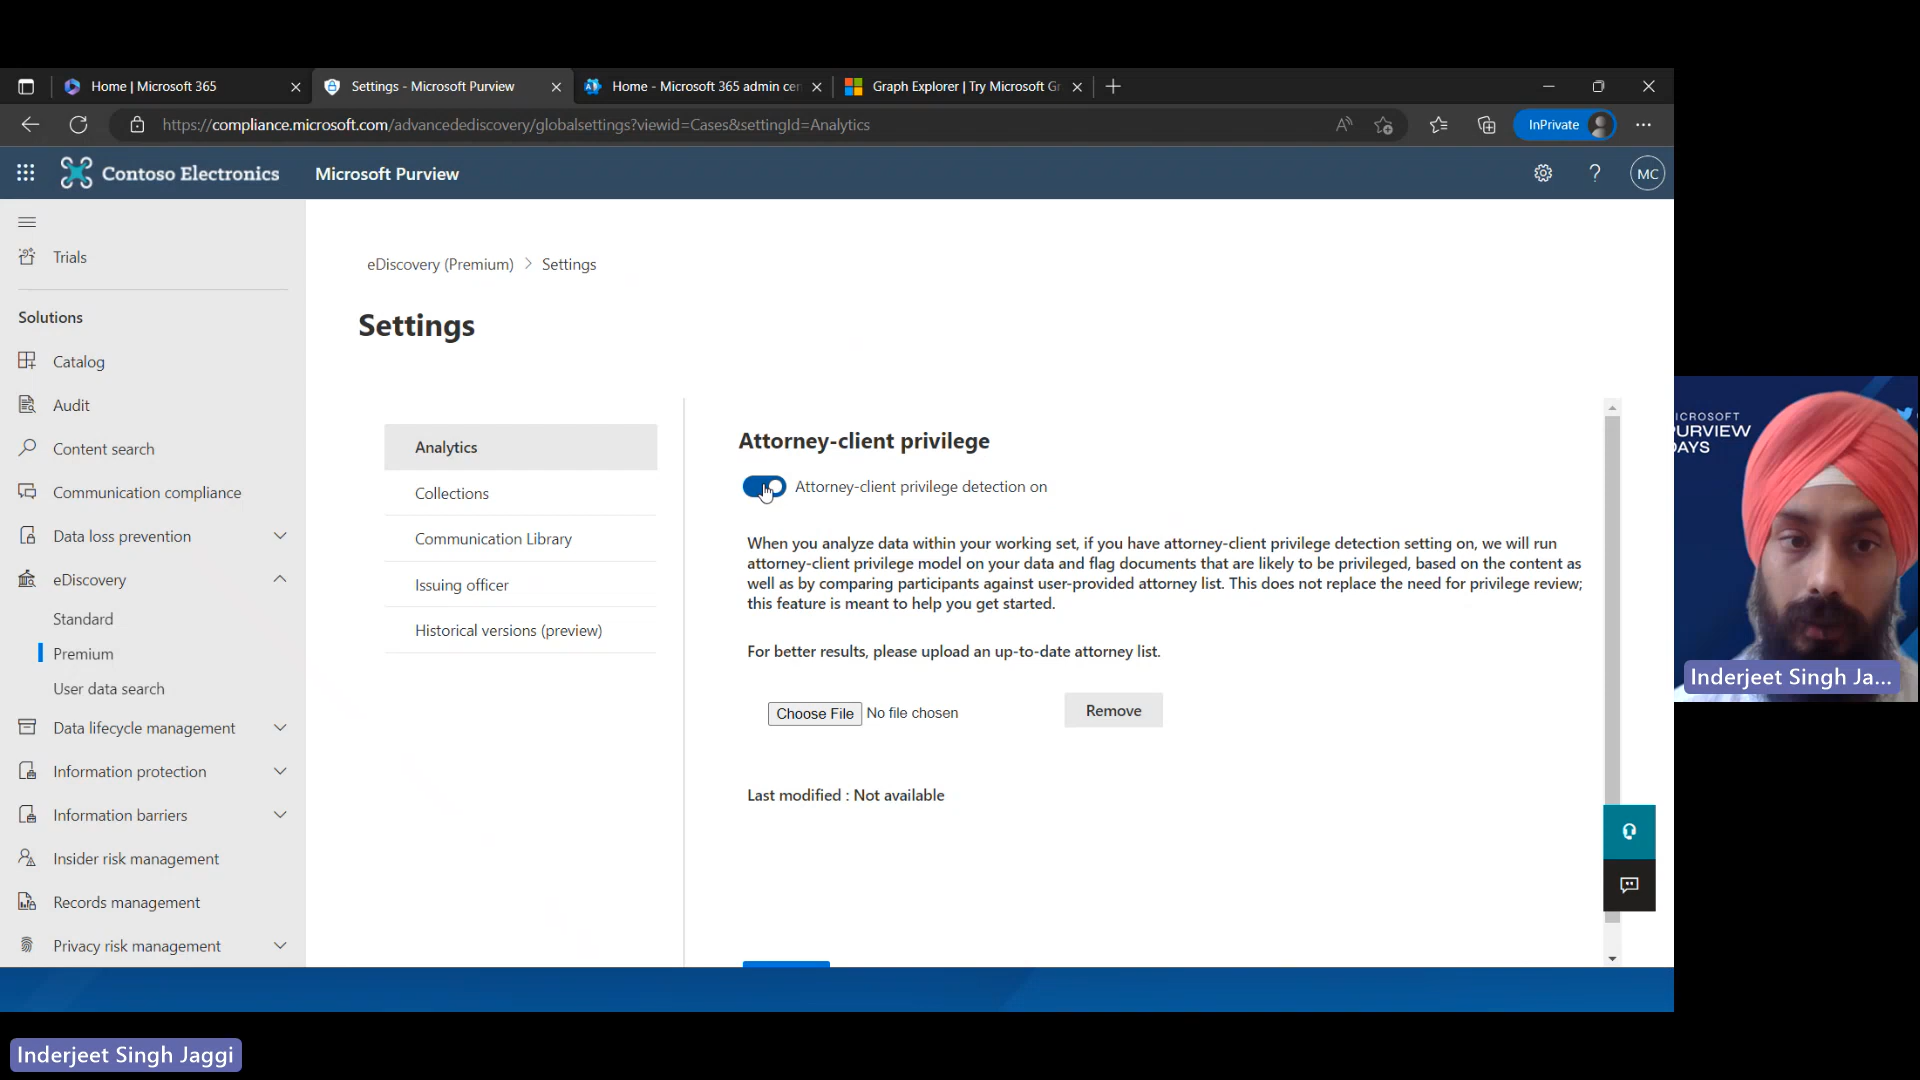 Home | Microsoft 365
Settings - Microsoft Purview
Home - Microsoft 365 admin cen
Graph Explorer | Try Microsoft Gr
https://compliance.microsoft.com/advancedediscovery/globalsettings?viewid=Cases&settingId=Analytics
InPrivate
Contoso Electronics
Microsoft Purview
?
MC
Trials
Solutions
Catalog
Audit
Content search
Communication compliance
Data loss prevention
eDiscovery
Standard
Premium
User data search
Data lifecycle management
Information protection
Information barriers
Insider risk management
Records management
Privacy risk management
eDiscovery (Premium) > Settings
Settings
Analytics
Collections
Communication Library
Issuing officer
Historical versions (preview)
Attorney-client privilege
Attorney-client privilege detection on
When you analyze data within your working set, if you have attorney-client privilege detection setting on, we will run
attorney-client privilege model on your data and flag documents that are likely to be privileged, based on the content as
well as by comparing participants against user-provided attorney list. This does not replace the need for privilege review;
this feature is meant to help you get started.
For better results, please upload an up-to-date attorney list.
Choose File No file chosen
Remove
Last modified : Not available
ICROSOFT
URVIEW
AYS
Inderjeet Singh Ja...
Inderjeet Singh Jaggi